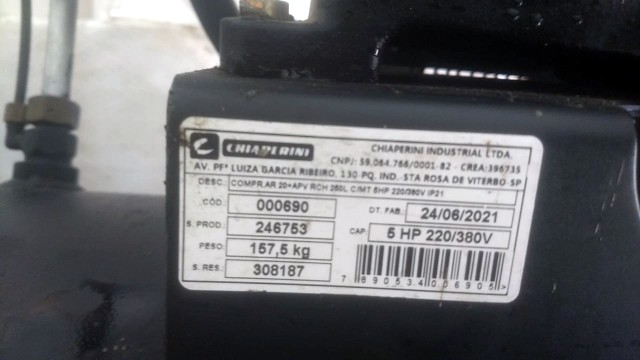 CHIAPERINI
CHIAPERINI INDUSTRIAL LTDA.
CNPJ: 59.064.766/0001-82 - CREA:396735
AV. PFª LUIZA GARCIA RIBEIRO, 130 PQ. IND.-STA ROSA DE VITERBO-SP
DESC. COMPR.AR 20+APV RCH 250L C/MT 5HP 220/380V IP21
CÓD. 000690
DT. FAB. 24/06/2021
S. PROD. 246753
CAP. 5 HP 220/380V
PESO 157,5 kg
S. RES. 308187
7 890534 006905 >